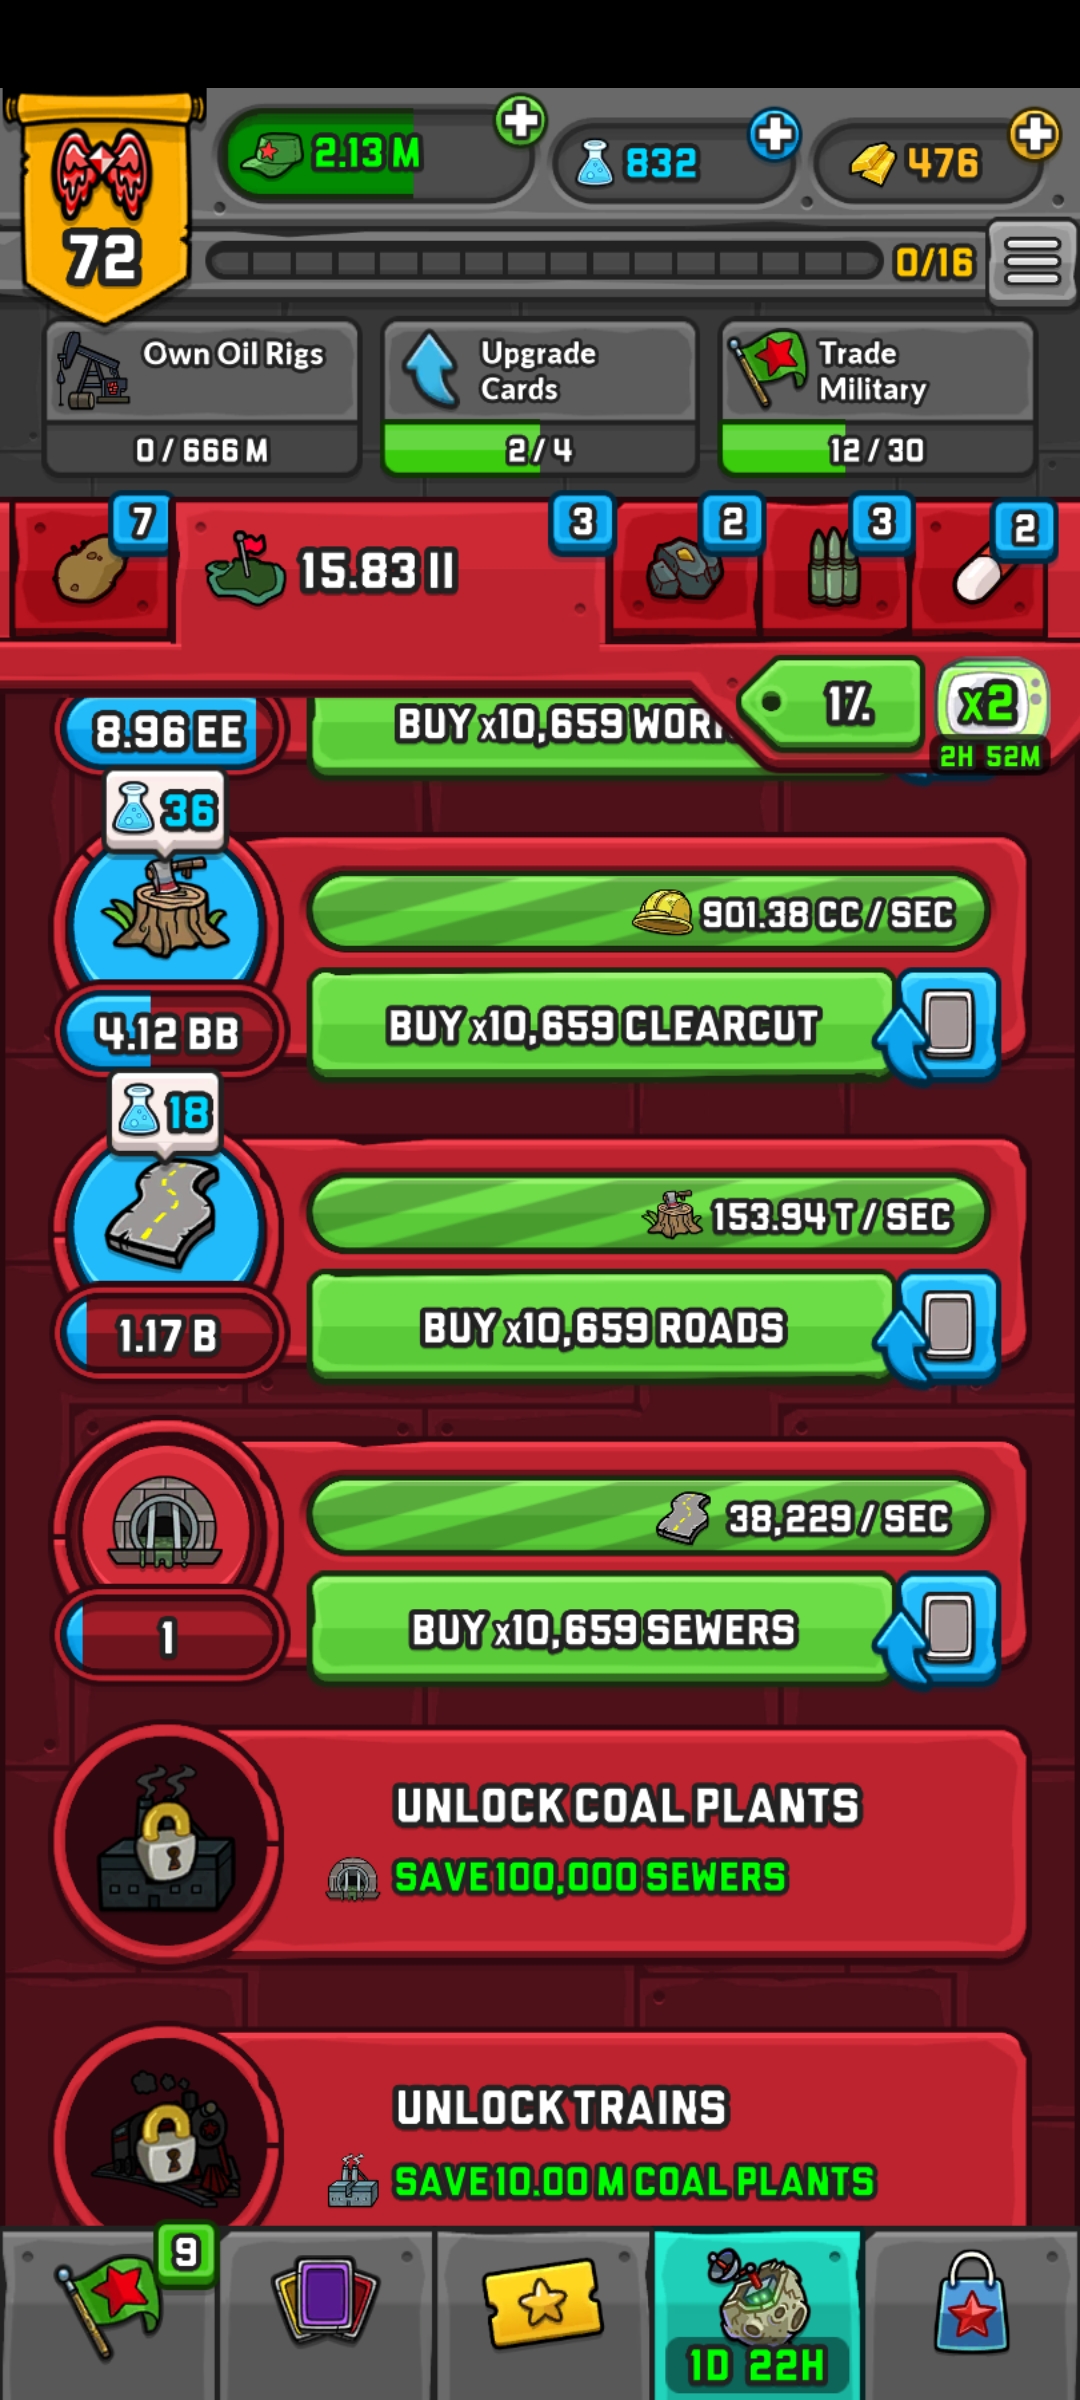 2.13 M
832
476
72
0/16
Own Oil Rigs
0 / 666 M
Upgrade
Cards
2 / 4
Trade
Military
12 / 30
7
15.83 II
3
2
3
2
1%
x2
2H 52M
8.96 EE
BUY x10,659 WOR
36
901.38 CC / SEC
4.12 BB
BUY x10,659 CLEARCUT
18
153.94 T / SEC
1.17 B
BUY x10,659 ROADS
38,229 / SEC
1
BUY x10,659 SEWERS
UNLOCK COAL PLANTS
SAVE 100,000 SEWERS
UNLOCK TRAINS
SAVE 10.00 M COAL PLANTS
9
1D 22H